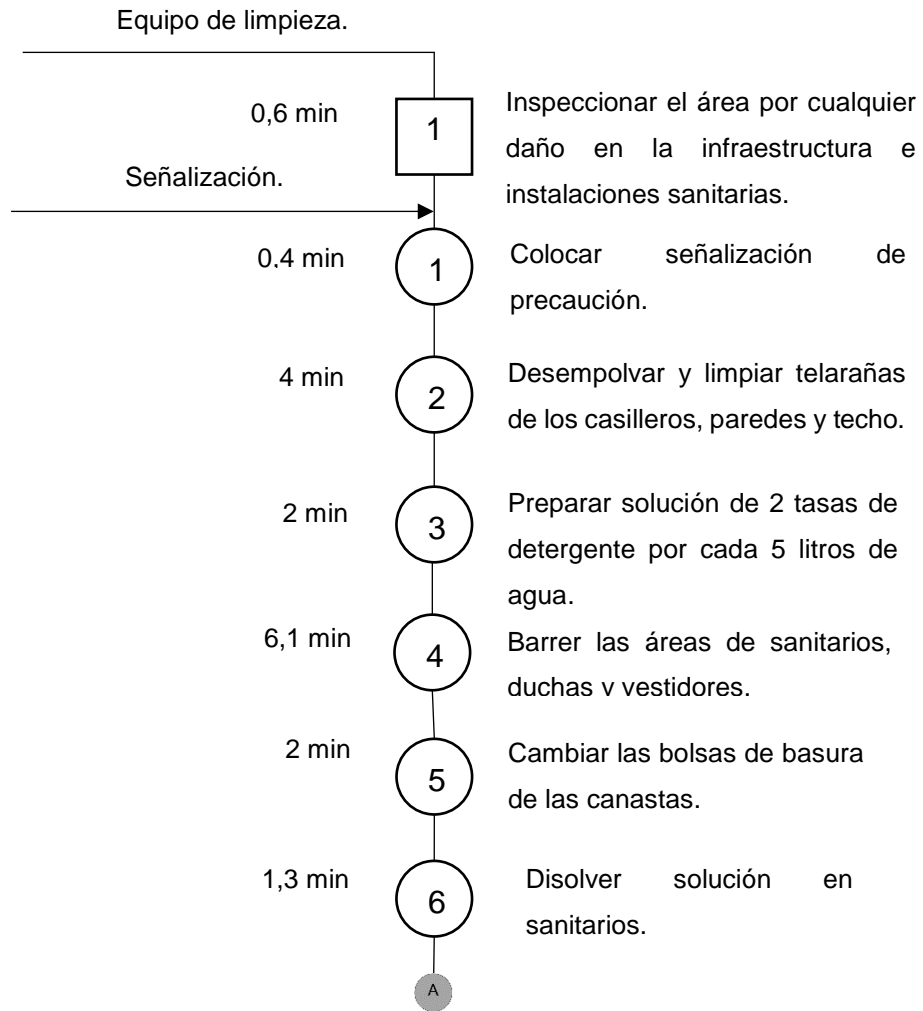 Equipo de limpieza.
0,6 min
1
Inspeccionar el área por cualquier
daño en la infraestructura e
instalaciones sanitarias.
Señalización.
0,4 min
1
Colocar señalización de
precaución.
4 min
2
Desempolvar y limpiar telarañas
de los casilleros, paredes y techo.
2 min
3
Preparar solución de 2 tasas de
detergente por cada 5 litros de
agua.
6,1 min
4
Barrer las áreas de sanitarios,
duchas y vestidores.
2 min
5
Cambiar las bolsas de basura
de las canastas.
1,3 min
6
Disolver solución en
sanitarios.
A